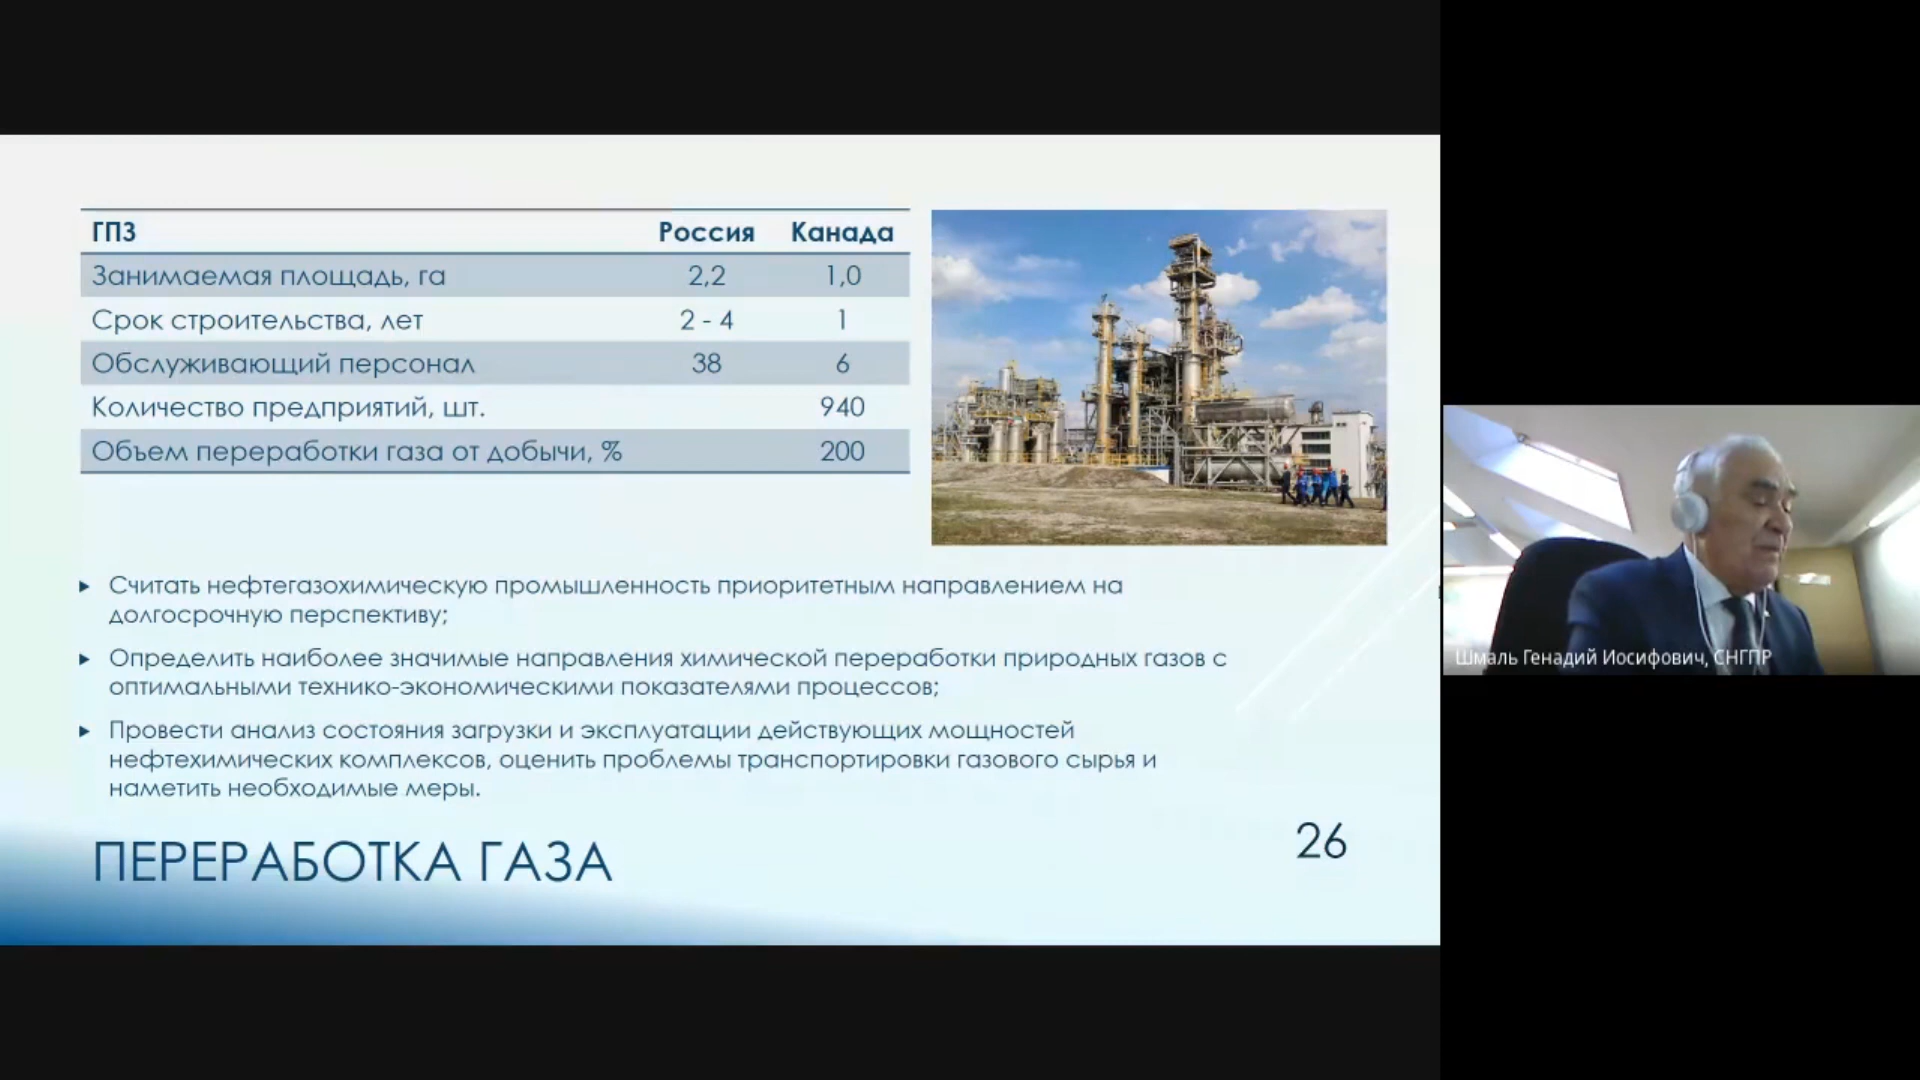 ГПЗ Россия Канада
Занимаемая площадь, га 2,2 1,0
Срок строительства, лет 2 - 4 1
Обслуживающий персонал 38 6
Количество предприятий, шт. 940
Объем переработки газа от добычи, % 200
Считать нефтегазохимическую промышленность приоритетным направлением на
долгосрочную перспективу;
Определить наиболее значимые направления химической переработки природных газов с
оптимальными технико-экономическими показателями процессов;
Провести анализ состояния загрузки и эксплуатации действующих мощностей
нефтехимических комплексов, оценить проблемы транспортировки газового сырья и
наметить необходимые меры.
ПЕРЕРАБОТКА ГАЗА
26
Шмаль Генадий Иосифович, СНГПР